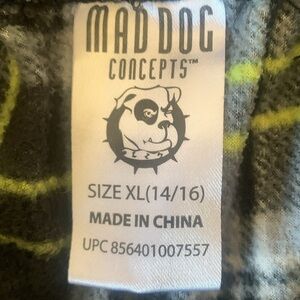 MAD DOG
CONCEPTS™
SIZE XL(14/16)
MADE IN CHINA
UPC 856401007557